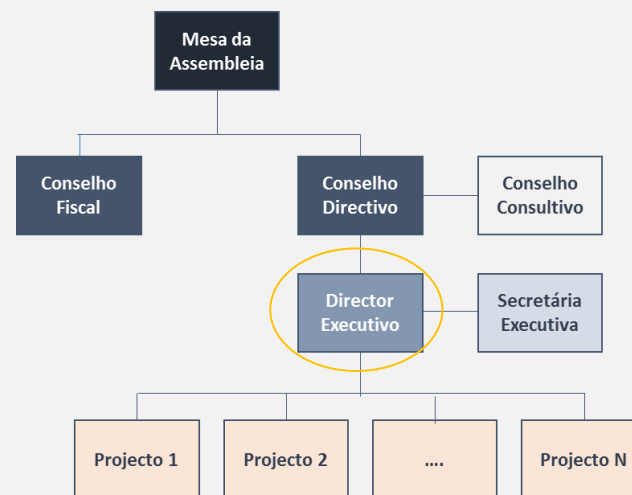 Mesa da
Assembleia
Conselho
Fiscal
Conselho
Directivo
Conselho
Consultivo
Director
Executivo
Secretária
Executiva
Projecto 1
Projecto 2
....
Projecto N